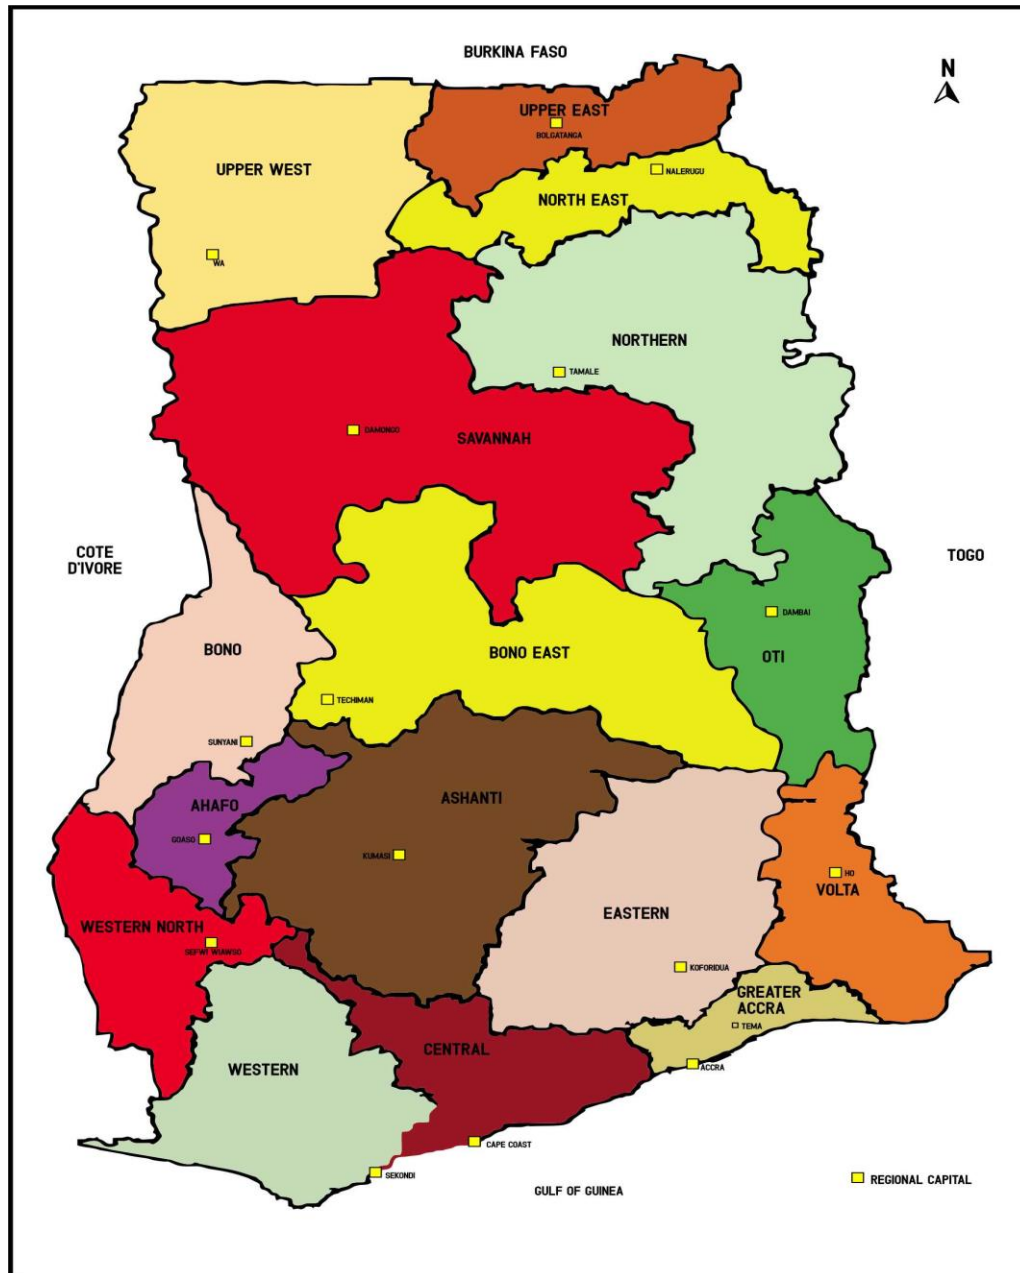 BURKINA FASO
N
UPPER EAST
BOLGATANGA
UPPER WEST
NALERUGU
NORTH EAST
WA
NORTHERN
TAMALE
DAMONGO
SAVANNAH
COTE
D'IVORE
TOGO
DAMBAI
BONO
BONO EAST
OTI
TECHIMAN
SUNYANI
AHAFO
ASHANTI
GOASO
KUMASI
HO
VOLTA
EASTERN
WESTERN NORTH
SEFWI WIAWSO
KOFORIDUA
GREATER
ACCRA
TEMA
CENTRAL
WESTERN
ACCRA
CAPE COAST
SEKONDI
GULF OF GUINEA
REGIONAL CAPITAL